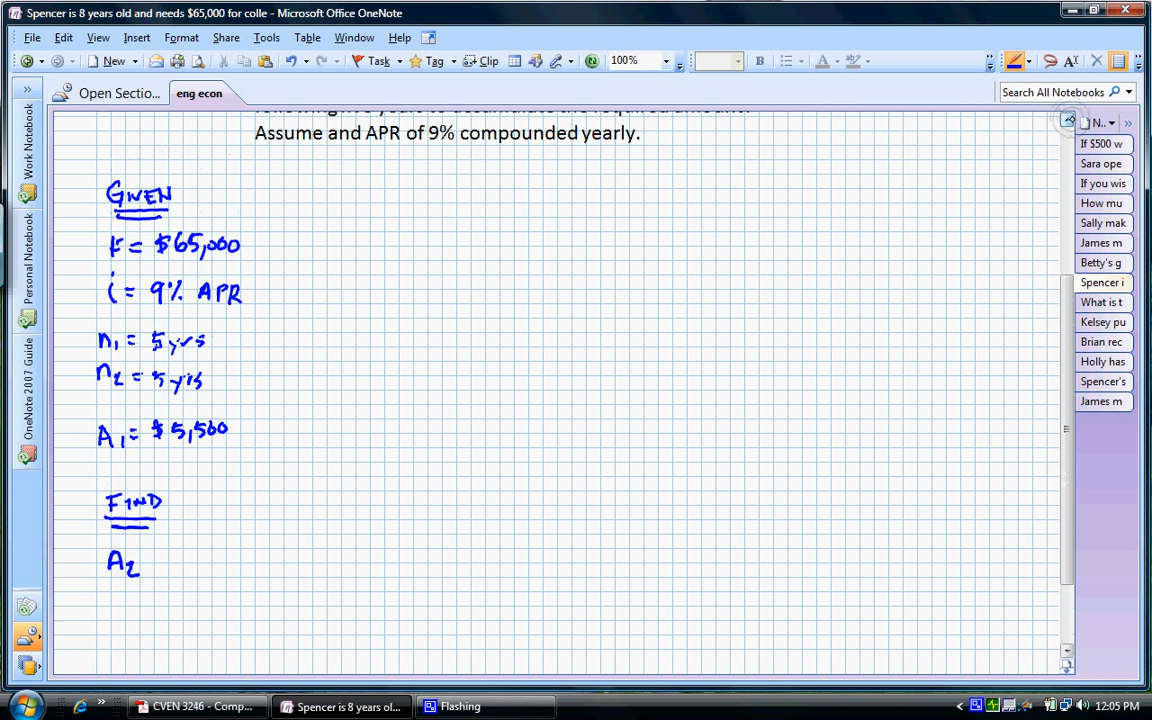 Spencer is 8 years old and needs $65,000 for colle - Microsoft Office OneNote
File Edit View Insert Format Share Tools Table Window Help
New Task Tag Clip 100% B A A
Open Sectio... eng econ Search All Notebooks
Assume and APR of 9% compounded yearly.
GIVEN
F = $65,000
i = 9% APR
n1 = 5 yrs
n2 = 5 yrs
A1 = $5,500
FIND
A2
Work Notebook
Personal Notebook
OneNote 2007 Guide
N..
If $500 w
Sara ope
If you wis
How mu
Sally mak
James m
Betty's g
Spencer i
What is t
Kelsey pu
Brian rec
Holly has
Spencer's
James m
CVEN 3246 - Comp... Spencer is 8 years ol... Flashing 12:05 PM